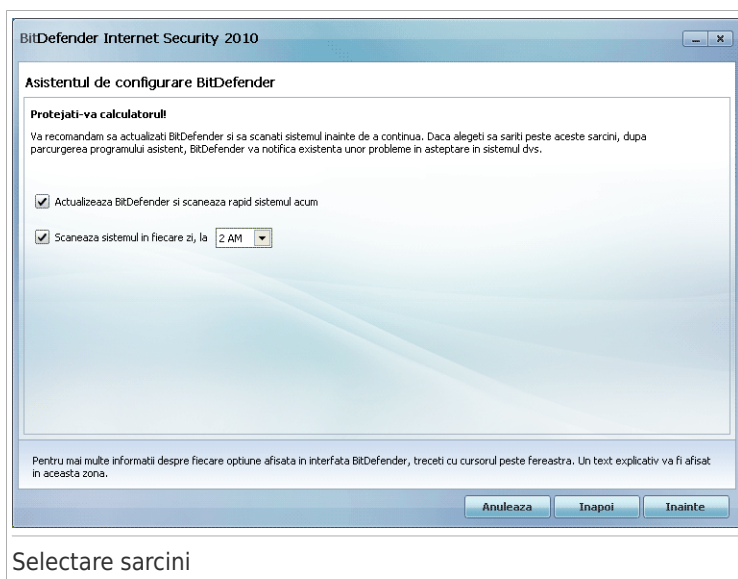 BitDefender Internet Security 2010
Asistentul de configurare BitDefender
Protejati-va calculatorul!
Va recomandam sa actualizati BitDefender si sa scanati sistemul inainte de a continua. Daca alegeti sa sariti peste aceste sarcini, dupa
parcurgerea programului asistent, BitDefender va notifica existenta unor probleme in asteptare in sistemul dvs.
Actualizeaza BitDefender si scaneaza rapid sistemul acum
Scaneaza sistemul in fiecare zi, la 2 AM
Pentru mai multe informatii despre fiecare optiune afisata in interfata BitDefender, treceti cu cursorul peste fereastra. Un text explicativ va fi afisat
in aceasta zona.
Anuleaza Inapoi Inainte
Selectare sarcini